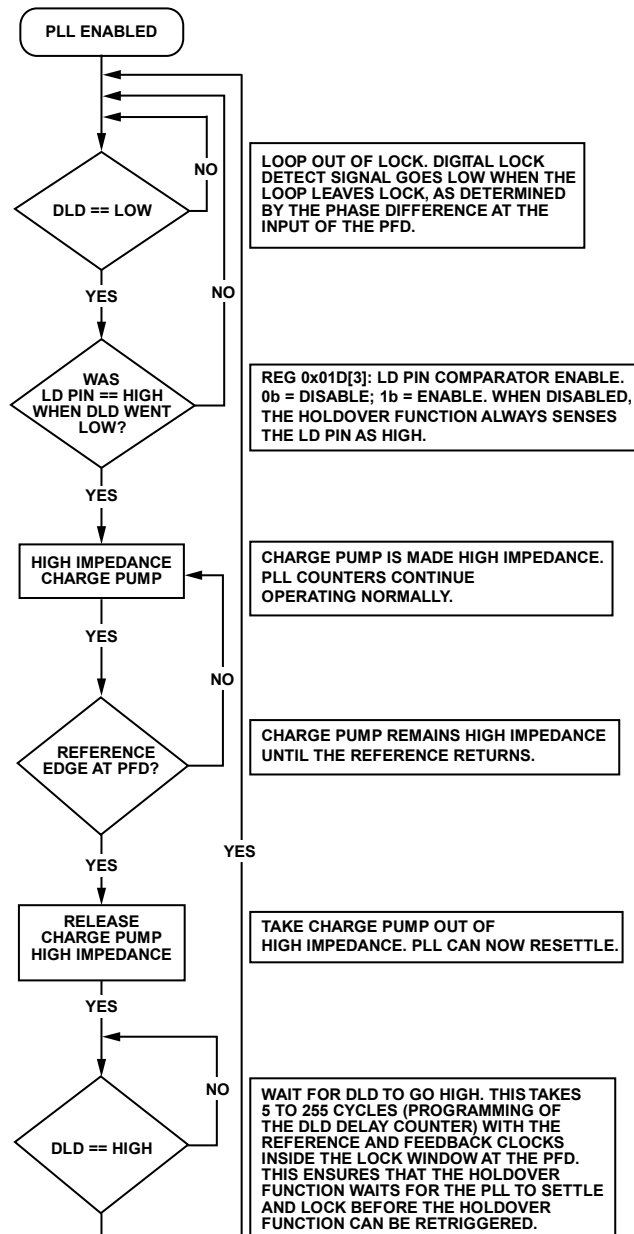 PLL ENABLED
NO
DLD == LOW
LOOP OUT OF LOCK. DIGITAL LOCK
DETECT SIGNAL GOES LOW WHEN THE
LOOP LEAVES LOCK, AS DETERMINED
BY THE PHASE DIFFERENCE AT THE
INPUT OF THE PFD.
YES
NO
WAS
LD PIN == HIGH
WHEN DLD WENT
LOW?
REG 0x01D[3]: LD PIN COMPARATOR ENABLE.
0b = DISABLE; 1b = ENABLE. WHEN DISABLED,
THE HOLDOVER FUNCTION ALWAYS SENSES
THE LD PIN AS HIGH.
YES
HIGH IMPEDANCE
CHARGE PUMP
CHARGE PUMP IS MADE HIGH IMPEDANCE.
PLL COUNTERS CONTINUE
OPERATING NORMALLY.
YES
NO
REFERENCE
EDGE AT PFD?
CHARGE PUMP REMAINS HIGH IMPEDANCE
UNTIL THE REFERENCE RETURNS.
YES
YES
RELEASE
CHARGE PUMP
HIGH IMPEDANCE
TAKE CHARGE PUMP OUT OF
HIGH IMPEDANCE. PLL CAN NOW RESETTLE.
YES
NO
DLD == HIGH
WAIT FOR DLD TO GO HIGH. THIS TAKES
5 TO 255 CYCLES (PROGRAMMING OF
THE DLD DELAY COUNTER) WITH THE
REFERENCE AND FEEDBACK CLOCKS
INSIDE THE LOCK WINDOW AT THE PFD.
THIS ENSURES THAT THE HOLDOVER
FUNCTION WAITS FOR THE PLL TO SETTLE
AND LOCK BEFORE THE HOLDOVER
FUNCTION CAN BE RETRIGGERED.